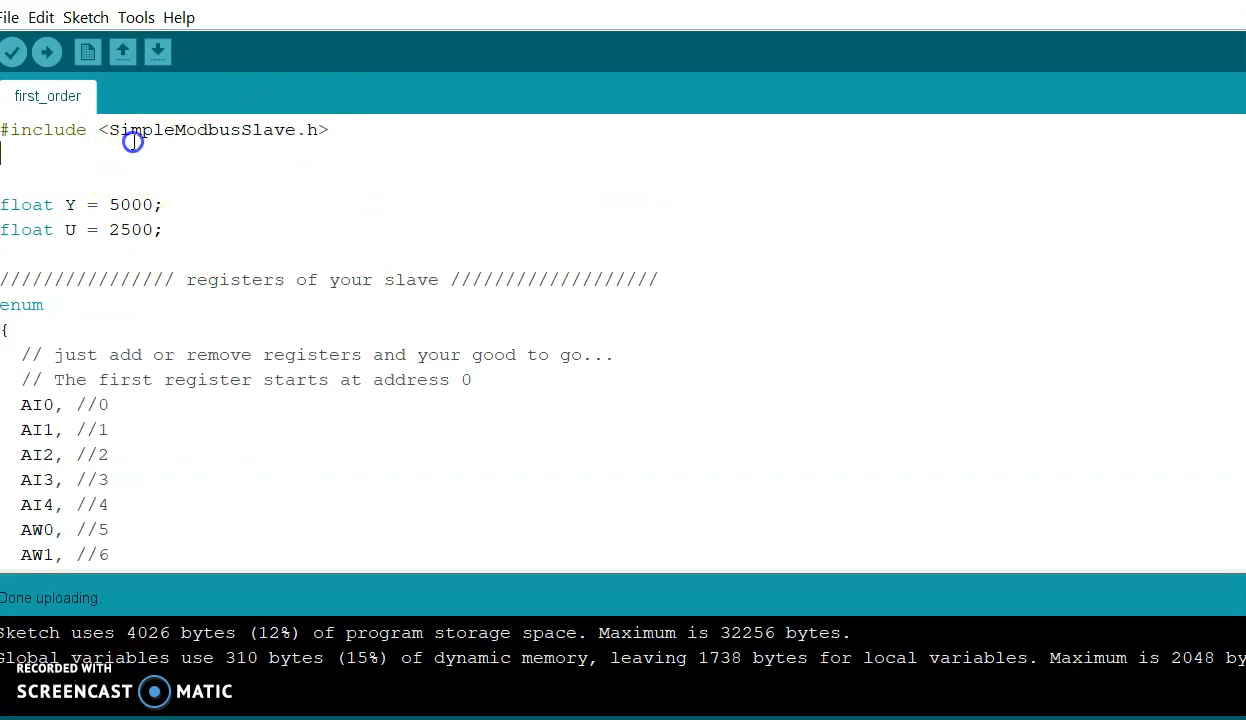 File Edit Sketch Tools Help
first_order
#include <SimpleModbusSlave.h>
float Y = 5000;
float U = 2500;
//////////////// registers of your slave ///////////////////
enum
{
// just add or remove registers and your good to go...
// The first register starts at address 0
AI0, //0
AI1, //1
AI2, //2
AI3, //3
AI4, //4
AW0, //5
AW1, //6
Done uploading.
Sketch uses 4026 bytes (12%) of program storage space. Maximum is 32256 bytes.
Global variables use 310 bytes (15%) of dynamic memory, leaving 1738 bytes for local variables. Maximum is 2048 by
RECORDED WITH
SCREENCAST MATIC